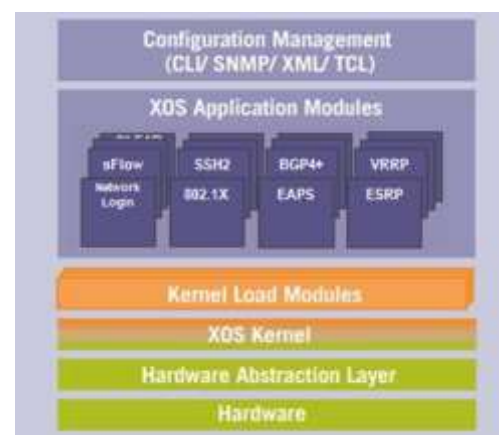 Configuration Management
(CLI/ SNMP/ XML/ TCL)
XOS Application Modules
sFlow SSH2 BGP4+ VRRP
Network Login 802.1X EAPS ESRP
Kernel Load Modules
XOS Kernel
Hardware Abstraction Layer
Hardware